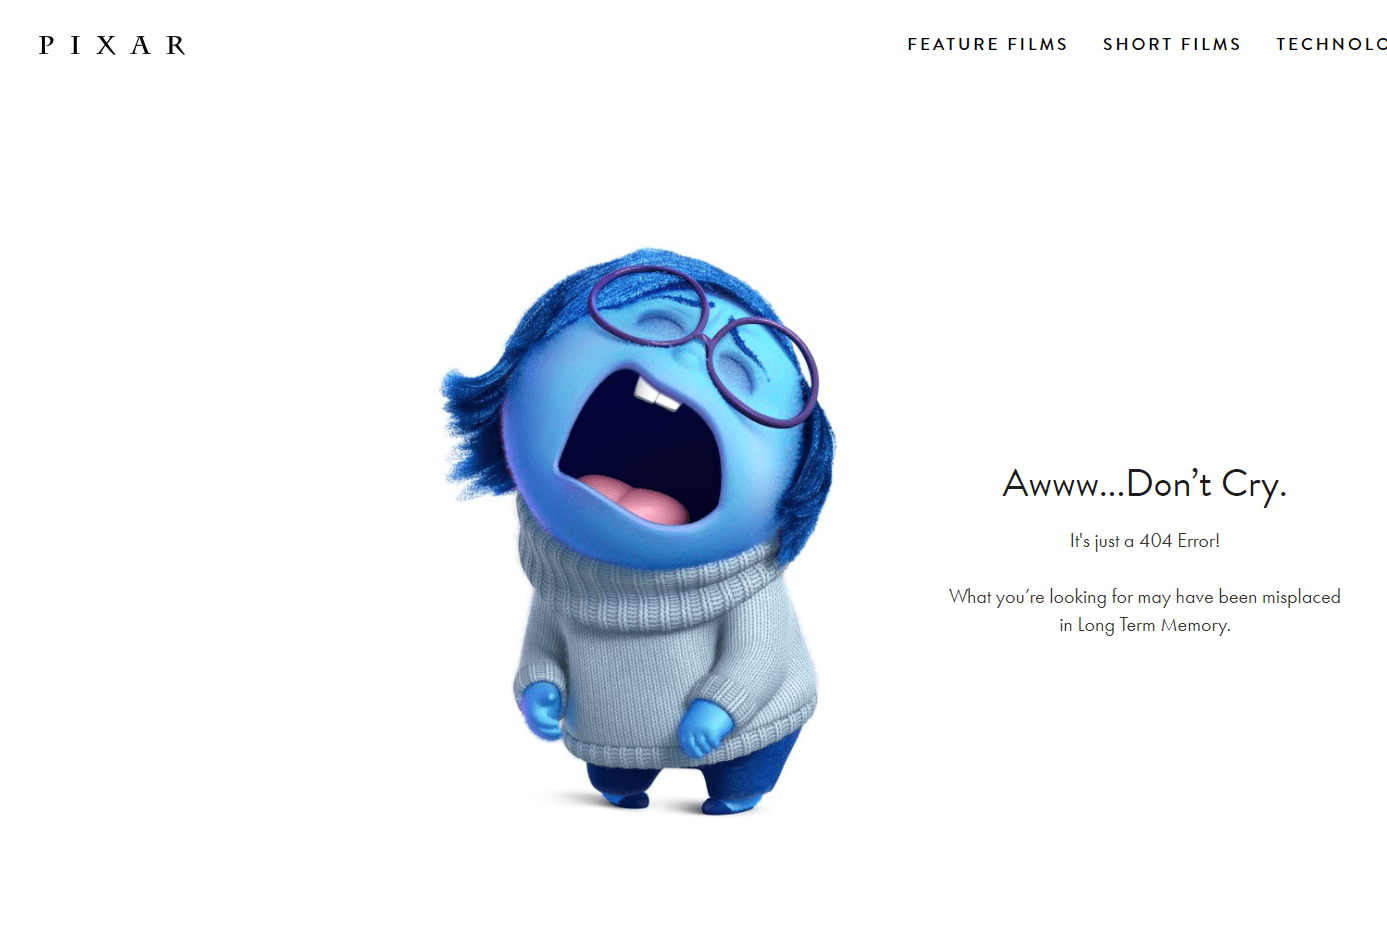 PIXAR
FEATURE FILMS
SHORT FILMS
TECHNOLO
Awww...Don’t Cry.
It's just a 404 Error!
What you’re looking for may have been misplaced
in Long Term Memory.